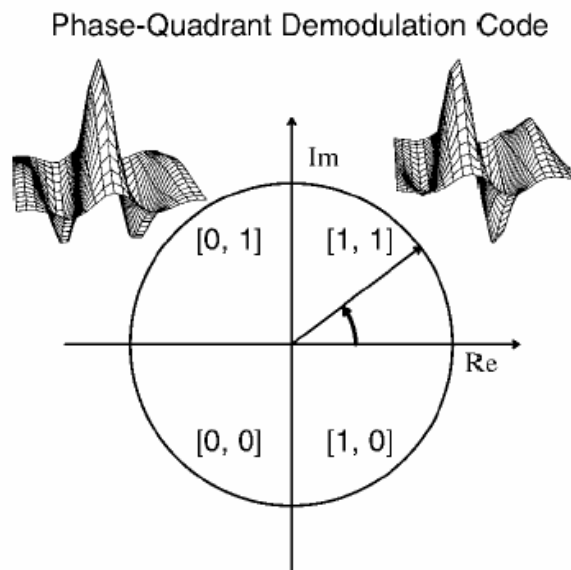 Phase-Quadrant Demodulation Code
Im
[0, 1] [1, 1]
Re
[0, 0] [1, 0]